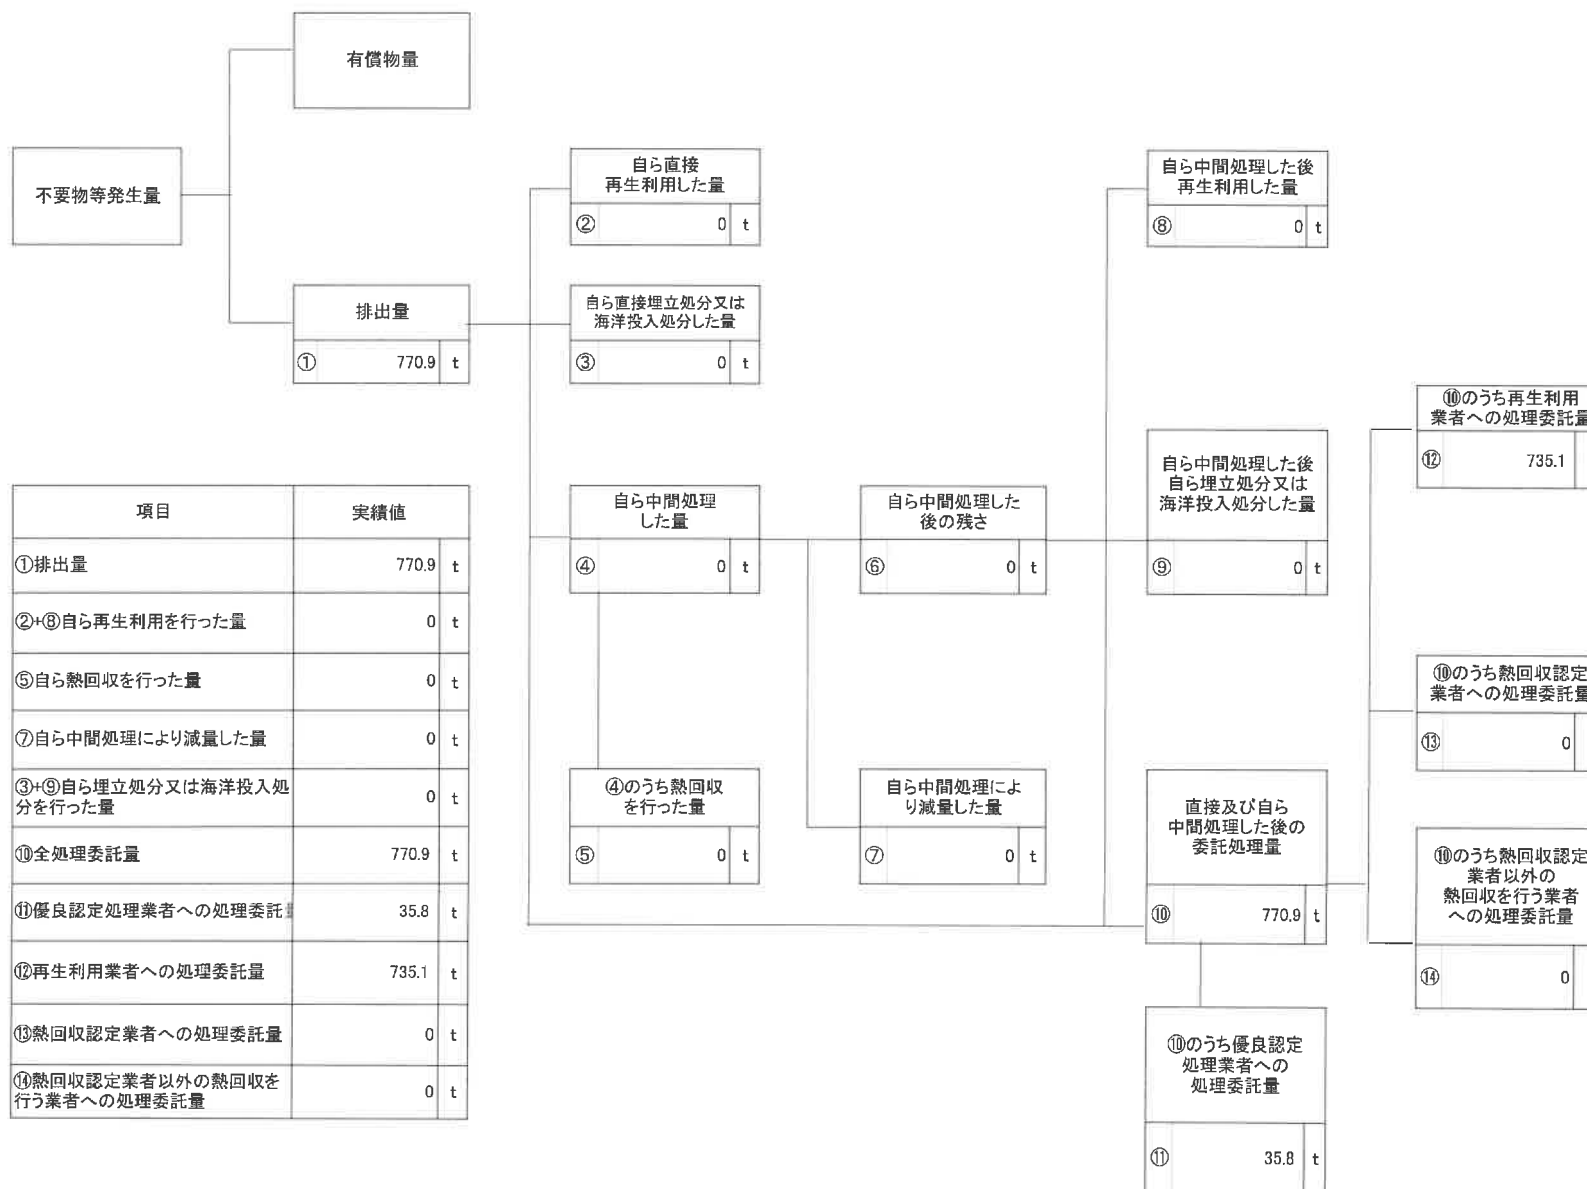 有償物量
不要物等発生量
排出量
① 770.9 t
自ら直接
再生利用した量
② 0 t
自ら直接埋立処分又は
海洋投入処分した量
③ 0 t
自ら中間処理
した量
④ 0 t
④のうち熱回収
を行った量
⑤ 0 t
自ら中間処理した
後の残さ
⑥ 0 t
自ら中間処理によ
り減量した量
⑦ 0 t
自ら中間処理した後
再生利用した量
⑧ 0 t
自ら中間処理した後
自ら埋立処分又は
海洋投入処分した量
⑨ 0 t
直接及び自ら
中間処理した後の
委託処理量
⑩ 770.9 t
⑩のうち優良認定
処理業者への
処理委託量
⑪ 35.8 t
⑩のうち再生利用
業者への処理委託量
⑫ 735.1
⑩のうち熱回収認定
業者への処理委託量
⑬ 0
⑩のうち熱回収認定
業者以外の
熱回収を行う業者
への処理委託量
⑭ 0
項目 実績値
①排出量 770.9 t
②+⑧自ら再生利用を行った量 0 t
⑤自ら熱回収を行った量 0 t
⑦自ら中間処理により減量した量 0 t
③+⑨自ら埋立処分又は海洋投入処
分を行った量 0 t
⑩全処理委託量 770.9 t
⑪優良認定処理業者への処理委託 35.8 t
⑫再生利用業者への処理委託量 735.1 t
⑬熱回収認定業者への処理委託量 0 t
⑭熱回収認定業者以外の熱回収を
行う業者への処理委託量 0 t